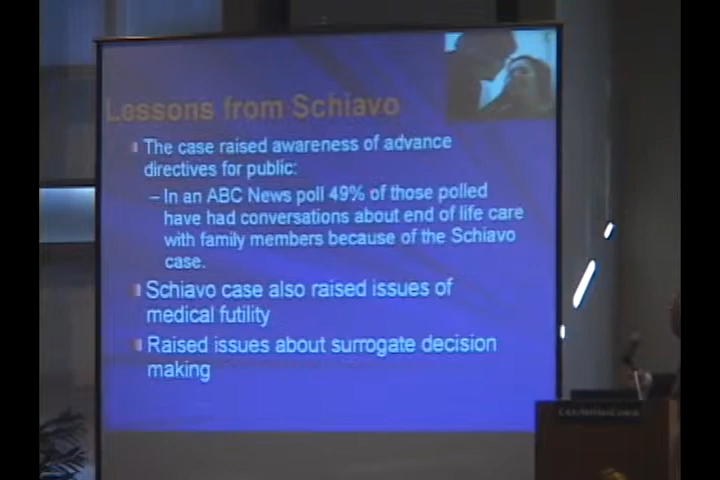 Lessons from Schiavo
The case raised awareness of advance
directives for public:
– In an ABC News poll 49% of those polled
have had conversations about end of life care
with family members because of the Schiavo
case.
Schiavo case also raised issues of
medical futility
Raised issues about surrogate decision
making